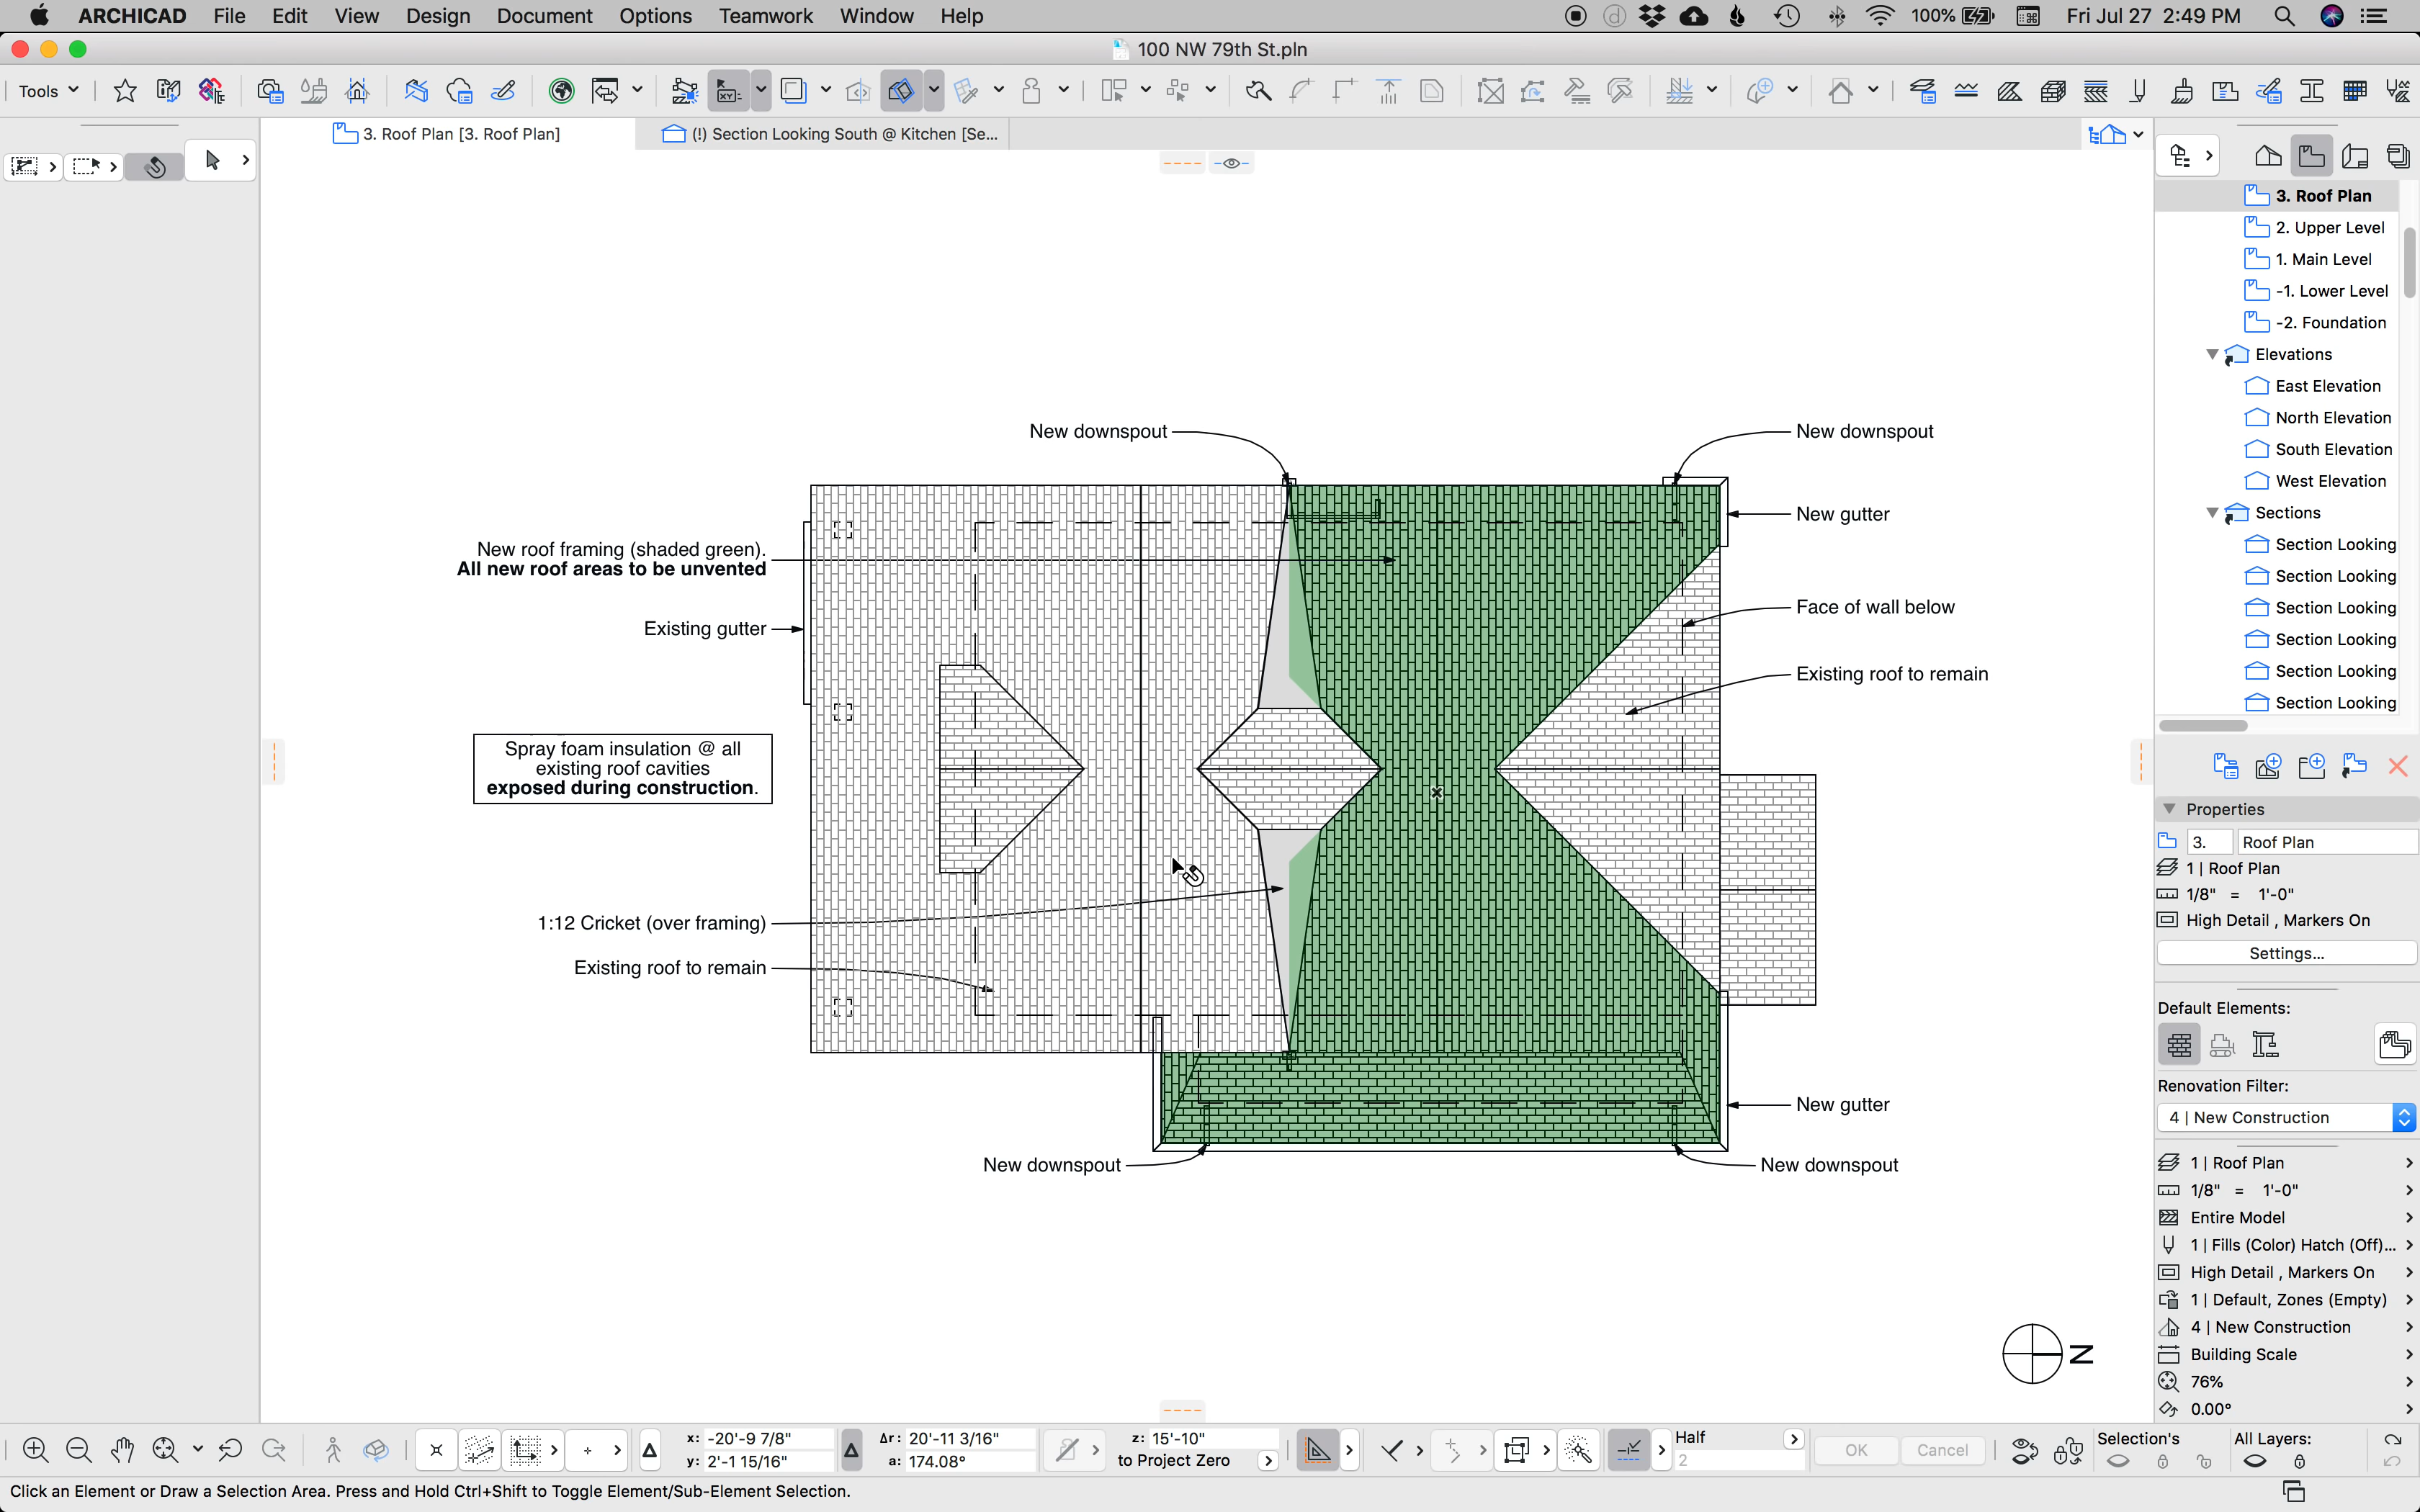 ARCHICAD File Edit View Design Document Options Teamwork Window Help
100% Fri Jul 27 2:49 PM
100 NW 79th St.pln
Tools
3. Roof Plan [3. Roof Plan]
(!) Section Looking South @ Kitchen [Se...
3. Roof Plan
2. Upper Level
1. Main Level
-1. Lower Level
-2. Foundation
Elevations
East Elevation
North Elevation
South Elevation
West Elevation
Sections
Section Looking
Section Looking
Section Looking
Section Looking
Section Looking
Section Looking
New downspout
New downspout
New gutter
New roof framing (shaded green).
All new roof areas to be unvented
Existing gutter
Face of wall below
Existing roof to remain
Spray foam insulation @ all
existing roof cavities
exposed during construction.
1:12 Cricket (over framing)
Existing roof to remain
New gutter
New downspout
New downspout
N
Properties
3. Roof Plan
1 | Roof Plan
1/8" = 1'-0"
High Detail , Markers On
Settings...
Default Elements:
Renovation Filter:
4 | New Construction
1 | Roof Plan
1/8" = 1'-0"
Entire Model
1 | Fills (Color) Hatch (Off)...
High Detail , Markers On
1 | Default, Zones (Empty)
4 | New Construction
Building Scale
76%
0.00°
x: -20'-9 7/8"
y: 2'-1 15/16"
Δr: 20'-11 3/16"
a: 174.08°
z: 15'-10"
to Project Zero
Half
2
OK
Cancel
Selection's
All Layers:
Click an Element or Draw a Selection Area. Press and Hold Ctrl+Shift to Toggle Element/Sub-Element Selection.